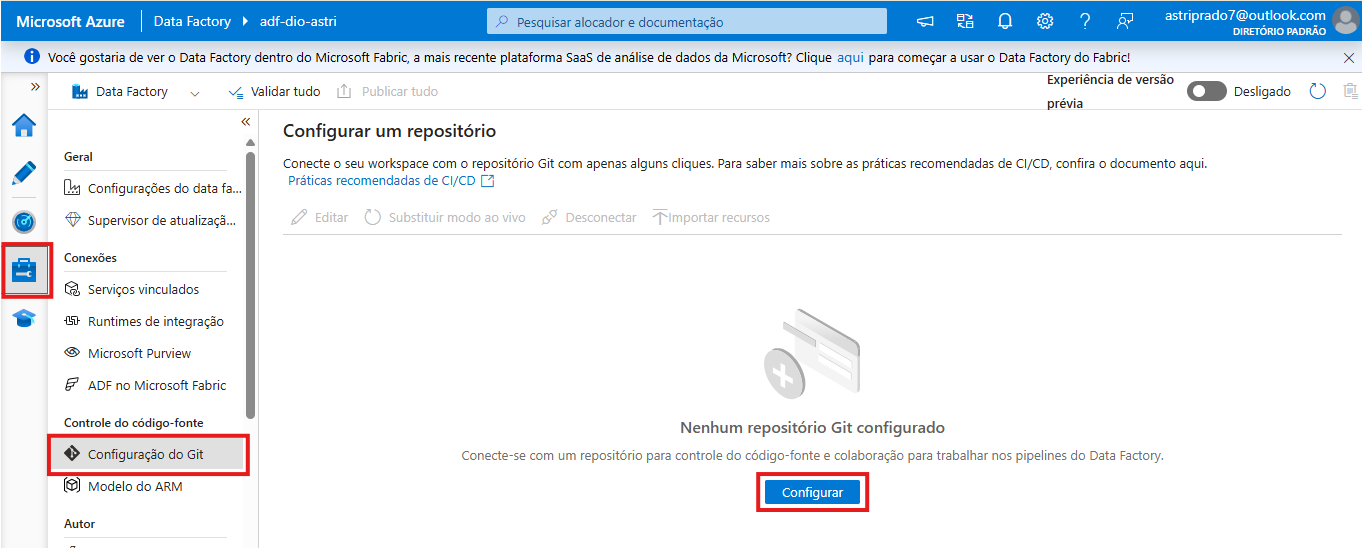 Microsoft Azure
Data Factory
adf-dio-astri
Pesquisar alocador e documentação
astriprado7@outlook.com
DIRETÓRIO PADRÃO
Você gostaria de ver o Data Factory dentro do Microsoft Fabric, a mais recente plataforma SaaS de análise de dados da Microsoft? Clique aqui para começar a usar o Data Factory do Fabric!
Data Factory
Validar tudo
Publicar tudo
Experiência de versão
prévia
Desligado
Geral
Configurações do data fa...
Supervisor de atualizaçã...
Conexões
Serviços vinculados
Runtimes de integração
Microsoft Purview
ADF no Microsoft Fabric
Controle do código-fonte
Configuração do Git
Modelo do ARM
Autor
Configurar um repositório
Conecte o seu workspace com o repositório Git com apenas alguns cliques. Para saber mais sobre as práticas recomendadas de CI/CD, confira o documento aqui.
Práticas recomendadas de CI/CD
Editar
Substituir modo ao vivo
Desconectar
Importar recursos
Nenhum repositório Git configurado
Conecte-se com um repositório para controle do código-fonte e colaboração para trabalhar nos pipelines do Data Factory.
Configurar